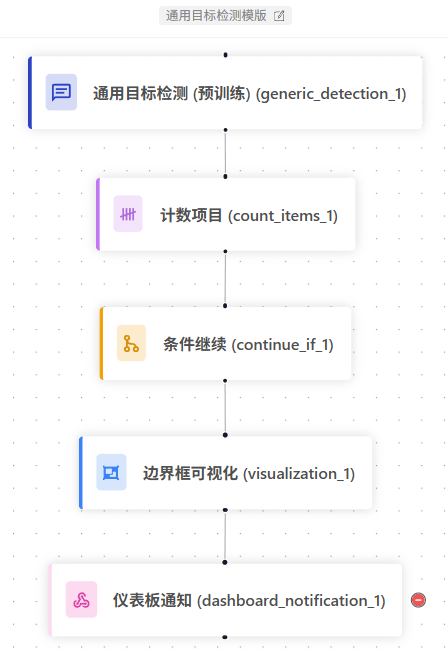 通用目标检测模版
通用目标检测 (预训练) (generic_detection_1)
计数项目 (count_items_1)
条件继续 (continue_if_1)
边界框可视化 (visualization_1)
仪表板通知 (dashboard_notification_1)